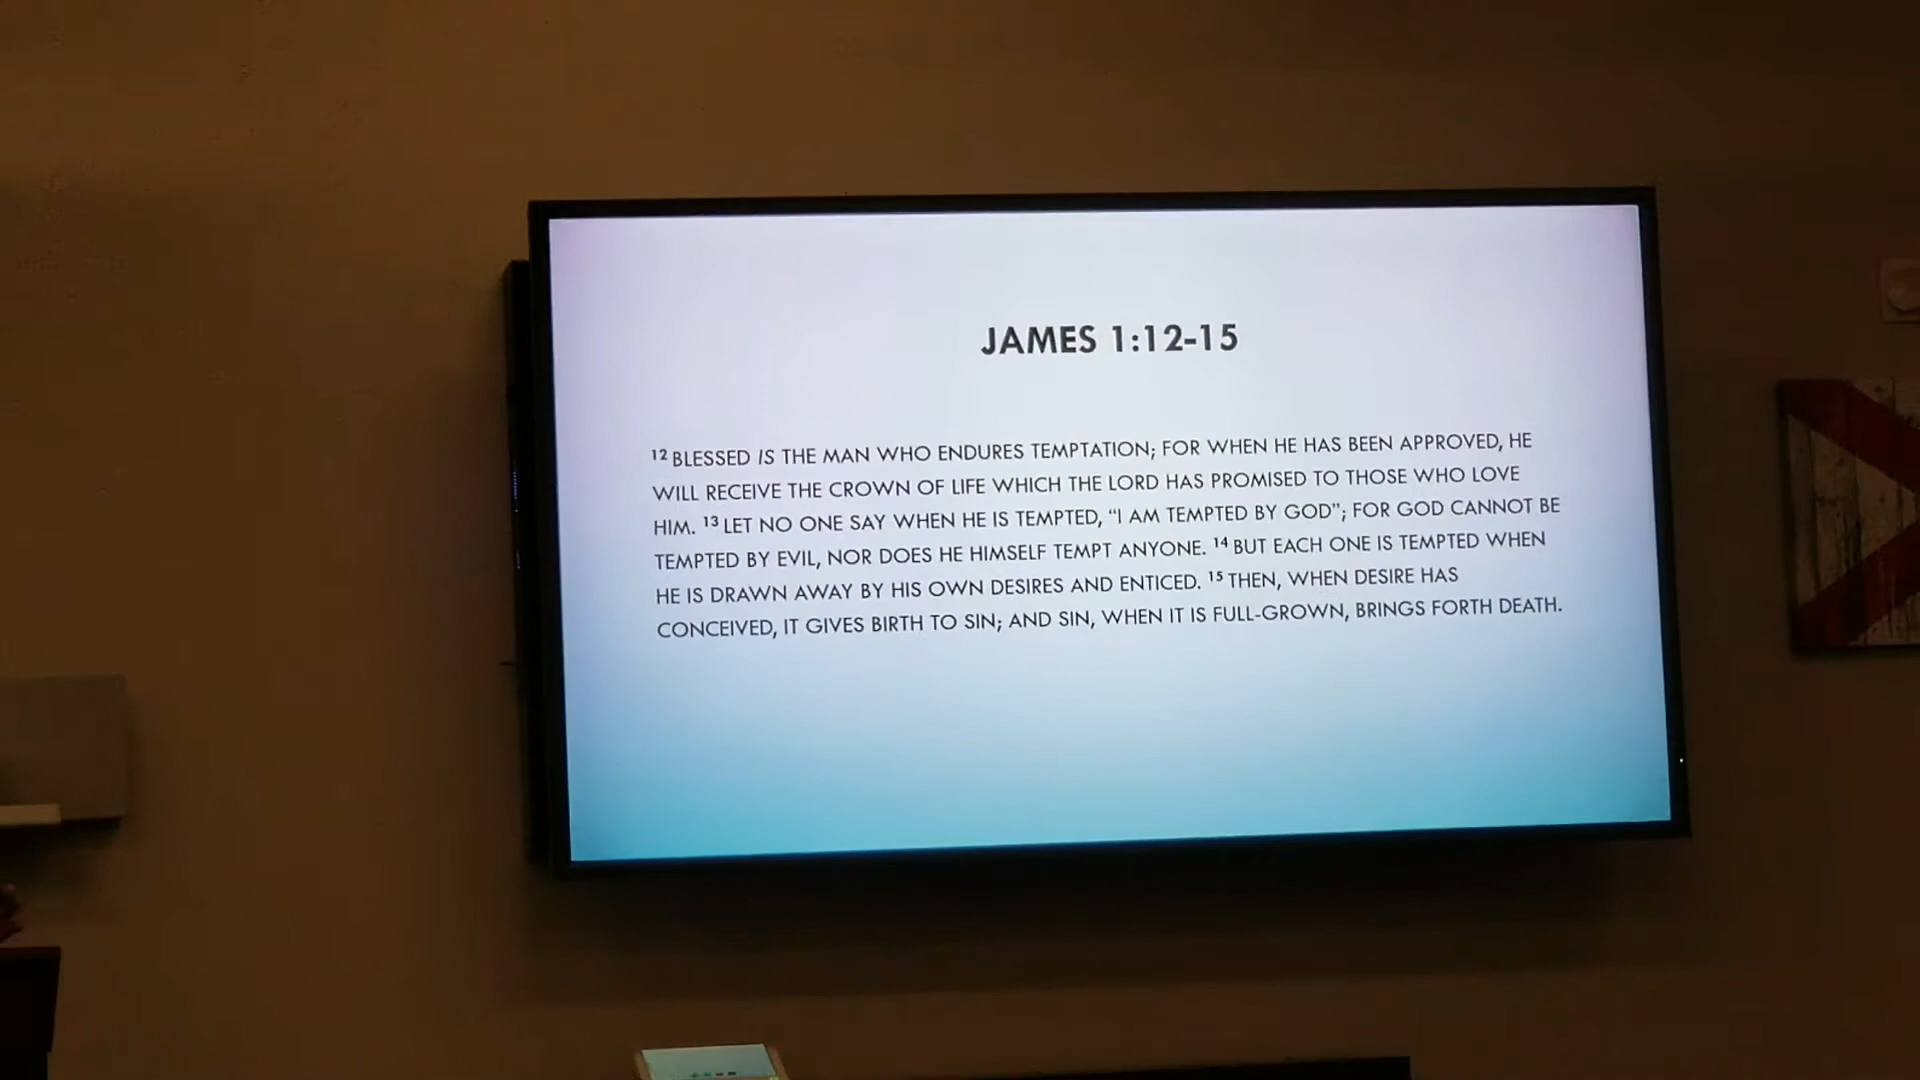 JAMES 1:12-15
12 BLESSED IS THE MAN WHO ENDURES TEMPTATION; FOR WHEN HE HAS BEEN APPROVED, HE
WILL RECEIVE THE CROWN OF LIFE WHICH THE LORD HAS PROMISED TO THOSE WHO LOVE
HIM. 13 LET NO ONE SAY WHEN HE IS TEMPTED, “I AM TEMPTED BY GOD”; FOR GOD CANNOT BE
TEMPTED BY EVIL, NOR DOES HE HIMSELF TEMPT ANYONE. 14 BUT EACH ONE IS TEMPTED WHEN
HE IS DRAWN AWAY BY HIS OWN DESIRES AND ENTICED. 15 THEN, WHEN DESIRE HAS
CONCEIVED, IT GIVES BIRTH TO SIN; AND SIN, WHEN IT IS FULL-GROWN, BRINGS FORTH DEATH.